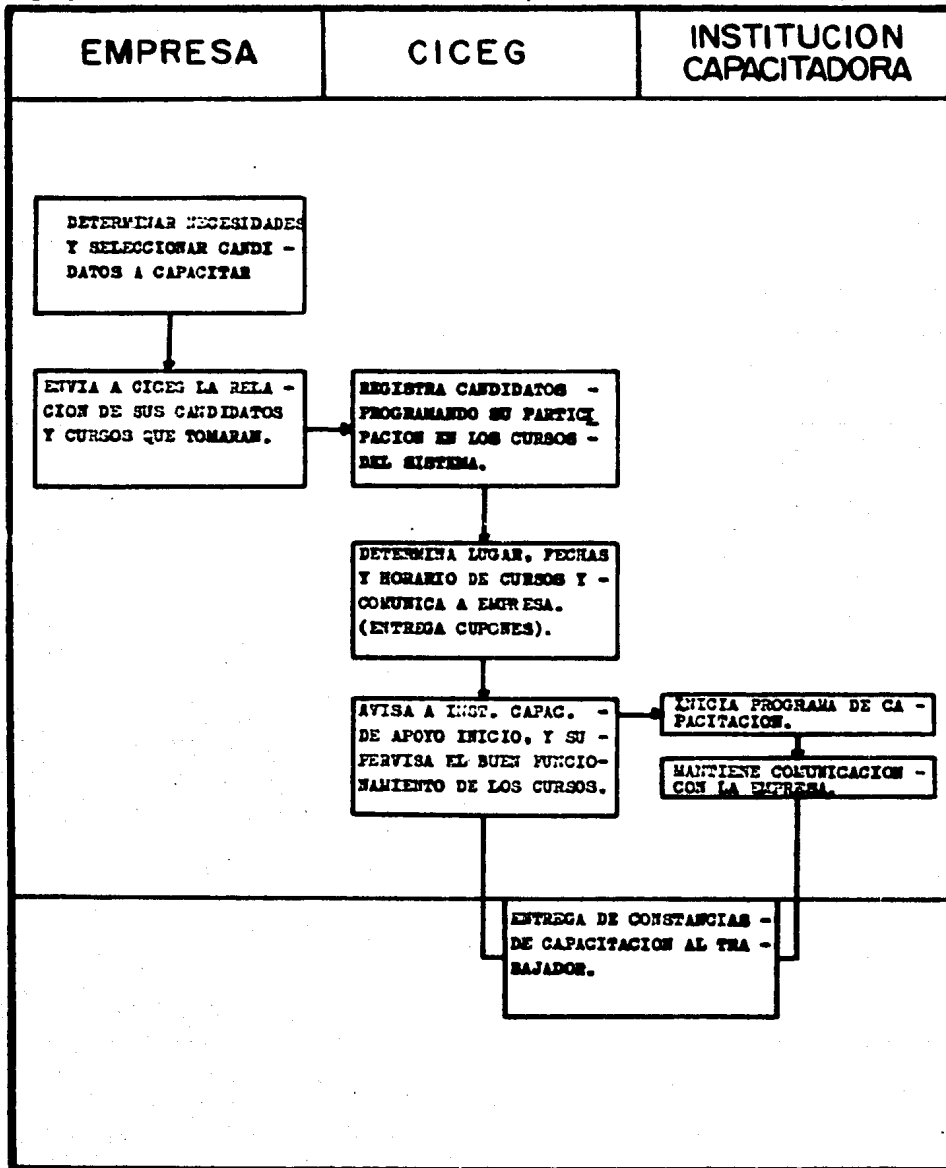 EMPRESA
CICEG
INSTITUCION
CAPACITADORA
DETERMINAR NECESIDADES
Y SELECCIONAR CANDI -
DATOS A CAPACITAR
ENVIA A CICEG LA RELA -
CION DE SUS CANDIDATOS
Y CURSOS QUE TOMARAN.
REGISTRA CANDIDATOS -
PROGRAMANDO SU PARTICI
PACION EN LOS CURSOS -
DEL SISTEMA.
DETERMINA LUGAR, FECHAS
Y HORARIO DE CURSOS Y -
COMUNICA A EMPRESA.
(ENTREGA CUPONES).
AVISA A INST. CAPAC. -
DE APOYO INICIO, Y SU -
PERVISA EL BUEN FUNCIO-
NAMIENTO DE LOS CURSOS.
INICIA PROGRAMA DE CA -
PACITACION.
MANTIENE COMUNICACION -
CON LA EMPRESA.
ENTREGA DE CONSTANCIAS -
DE CAPACITACION AL TRA -
BAJADOR.